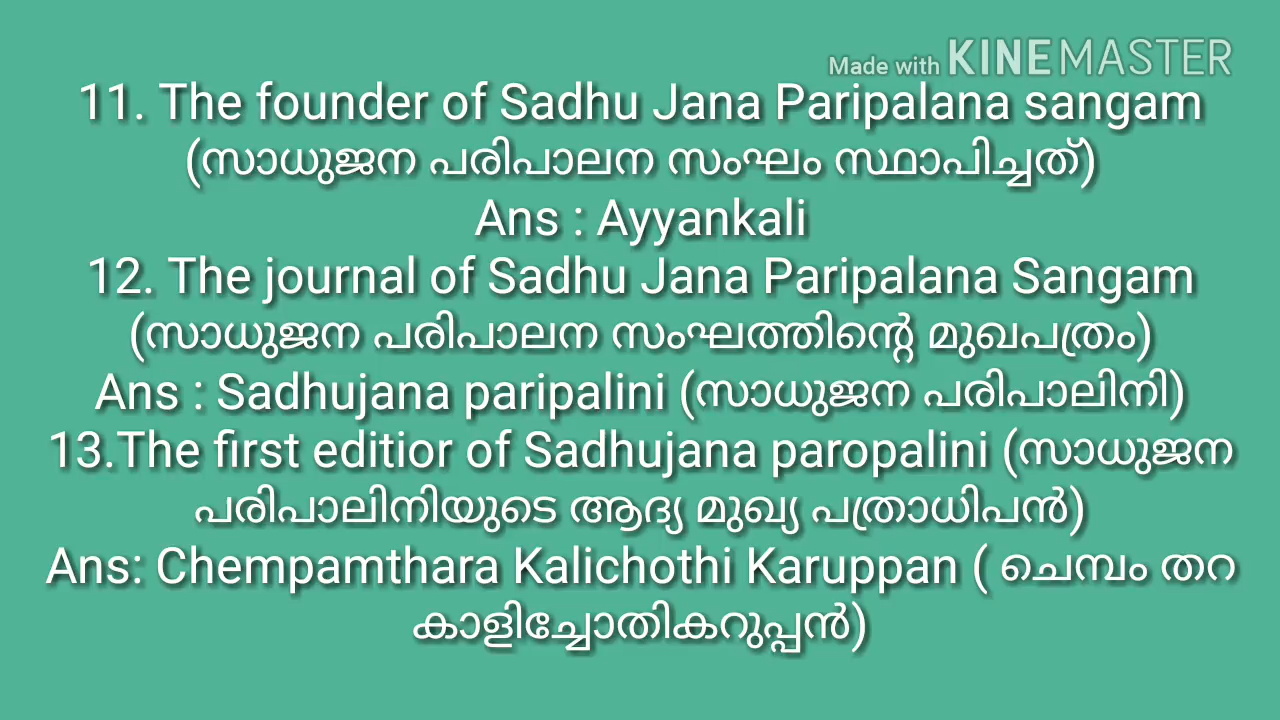 Made with KINEMASTER
11. The founder of Sadhu Jana Paripalana sangam
(സാധുജന പരിപാലന സംഘം സ്ഥാപിച്ചത്)
Ans : Ayyankali
12. The journal of Sadhu Jana Paripalana Sangam
(സാധുജന പരിപാലന സംഘത്തിന്റെ മുഖപത്രം)
Ans : Sadhujana paripalini (സാധുജന പരിപാലിനി)
13.The first editior of Sadhujana paropalini (സാധുജന
പരിപാലിനിയുടെ ആദ്യ മുഖ്യ പത്രാധിപൻ)
Ans: Chempamthara Kalichothi Karuppan ( ചെമ്പം തറ
കാളിച്ചോതികറുപ്പൻ)